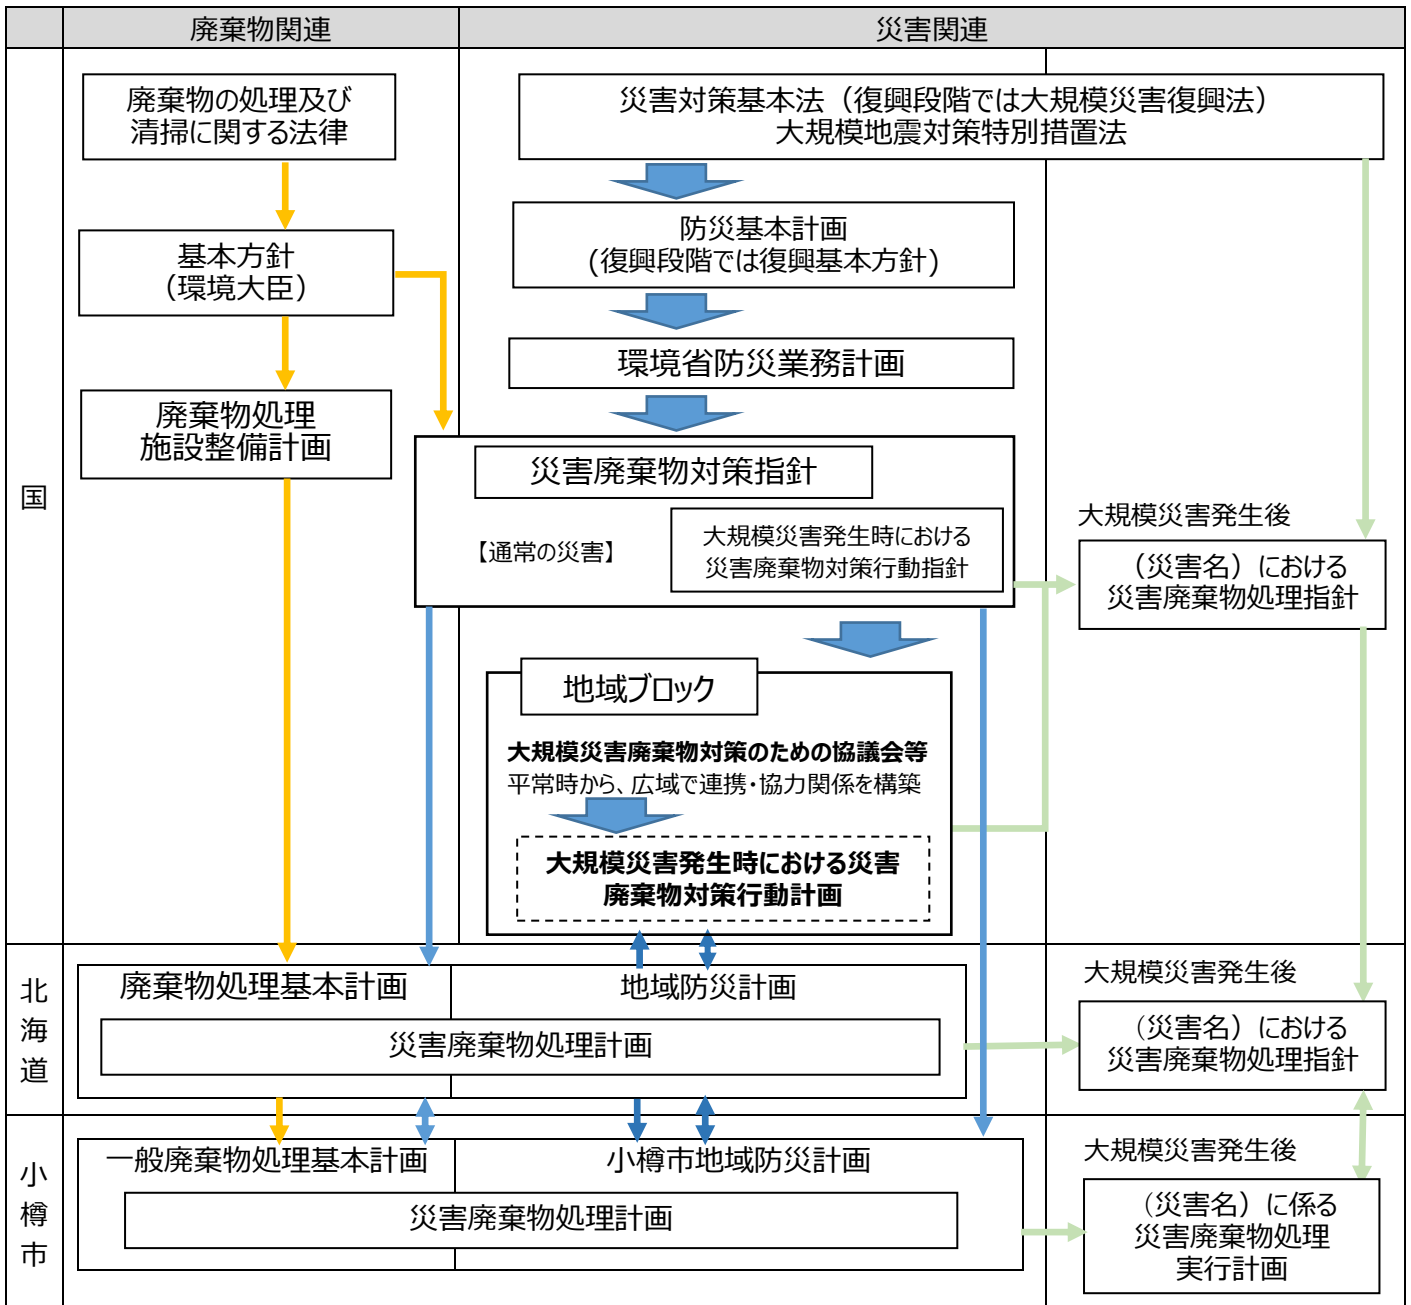 廃棄物関連
災害関連
国
廃棄物の処理及び
清掃に関する法律
基本方針
（環境大臣）
廃棄物処理
施設整備計画
災害対策基本法（復興段階では大規模災害復興法）
大規模地震対策特別措置法
防災基本計画
(復興段階では復興基本方針)
環境省防災業務計画
災害廃棄物対策指針
【通常の災害】
大規模災害発生時における
災害廃棄物対策行動指針
大規模災害発生後
（災害名）における
災害廃棄物処理指針
地域ブロック
大規模災害廃棄物対策のための協議会等
平常時から、広域で連携・協力関係を構築
大規模災害発生時における災害
廃棄物対策行動計画
北
海
道
廃棄物処理基本計画
地域防災計画
災害廃棄物処理計画
大規模災害発生後
（災害名）における
災害廃棄物処理指針
小
樽
市
一般廃棄物処理基本計画
小樽市地域防災計画
災害廃棄物処理計画
大規模災害発生後
（災害名）に係る
災害廃棄物処理
実行計画